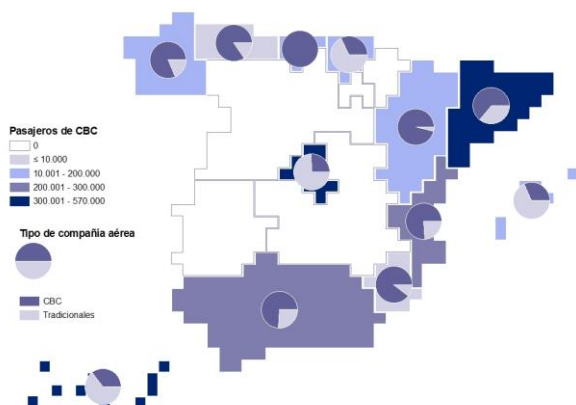 Pasajeros de CBC
0
≤ 10.000
10.001 - 200.000
200.001 - 300.000
300.001 - 570.000
Tipo de compañia aérea
CBC
Tradicionales